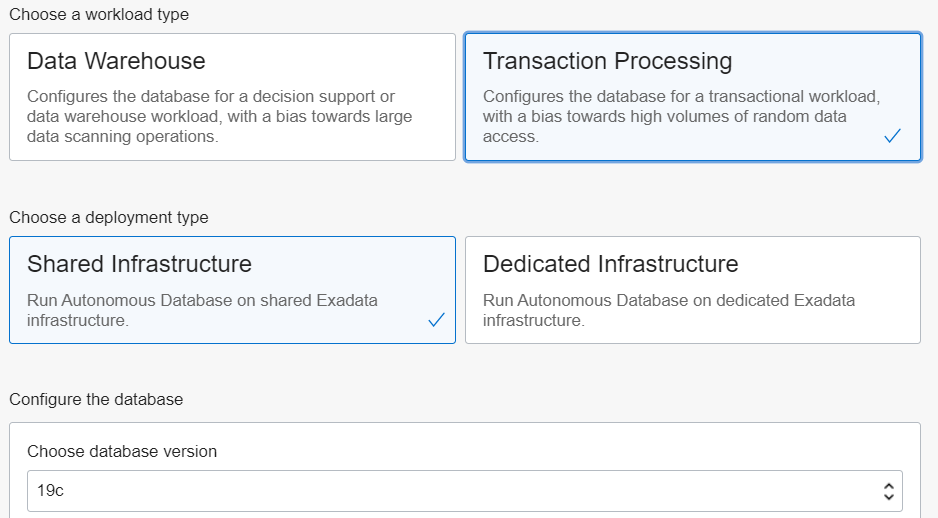 Choose a workload type
Data Warehouse
Configures the database for a decision support or
data warehouse workload, with a bias towards large
data scanning operations.
Transaction Processing
Configures the database for a transactional workload,
with a bias towards high volumes of random data
access.
Choose a deployment type
Shared Infrastructure
Run Autonomous Database on shared Exadata
infrastructure.
Dedicated Infrastructure
Run Autonomous Database on dedicated Exadata
infrastructure.
Configure the database
Choose database version
19c